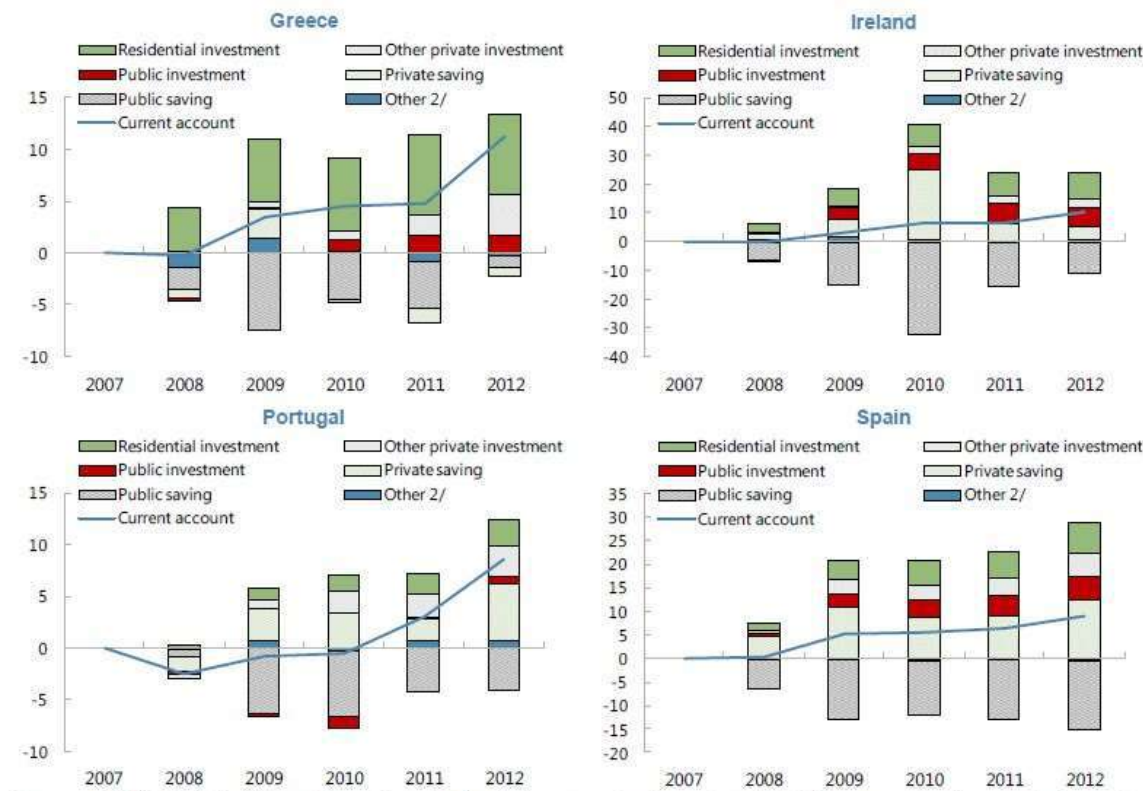 Greece
Residential investment Other private investment
Public investment Private saving
Public saving Other 2/
Current account
15
10
5
0
-5
-10
2007 2008 2009 2010 2011 2012
Ireland
Residential investment Other private investment
Public investment Private saving
Public saving Other 2/
Current account
50
40
30
20
10
0
-10
-20
-30
-40
2007 2008 2009 2010 2011 2012
Portugal
Residential investment Other private investment
Public investment Private saving
Public saving Other 2/
Current account
15
10
5
0
-5
-10
2007 2008 2009 2010 2011 2012
Spain
Residential investment Other private investment
Public investment Private saving
Public saving Other 2/
Current account
35
30
25
20
15
10
5
0
-5
-10
-15
-20
2007 2008 2009 2010 2011 2012